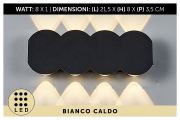 WATT: 8 X 1 | DIMENSIONI: (L) 21,5 X (H) 8 X (P) 3,5 CM
LED
BIANCO CALDO